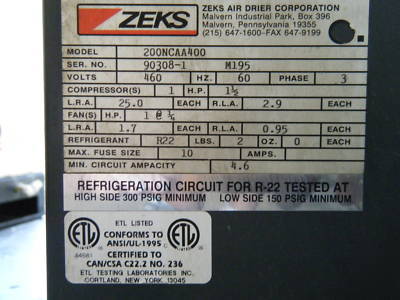 ZEKS
ZEKS AIR DRIER CORPORATION
Malvern Industrial Park, Box 396
Malvern, Pennsylvania 19355
(215) 647-1600-FAX 647-9199
MODEL 200NCAA400
SER. NO. 90308-1 M195
VOLTS 460 HZ. 60 PHASE 3
COMPRESSOR(S) 1 H.P. 1½
L.R.A. 25.0 EACH R.L.A. 2.9 EACH
FAN(S) H.P. 1 @
L.R.A. 1.7 EACH R.L.A. 0.95 EACH
REFRIGERANT R22 LBS. 2 OZ. 0 EACH
MAX. FUSE SIZE 10 AMPS.
MIN. CIRCUIT AMPACITY 4.6
REFRIGERATION CIRCUIT FOR R-22 TESTED AT
HIGH SIDE 300 PSIG MINIMUM LOW SIDE 150 PSIG MINIMUM
ETL LISTED
CONFORMS TO
ANSI/UL-1995
ETL
84681
CERTIFIED TO
CAN/CSA C22.2 NO. 236
ETL TESTING LABORATORIES INC.
CORTLAND, NEW YORK 13045